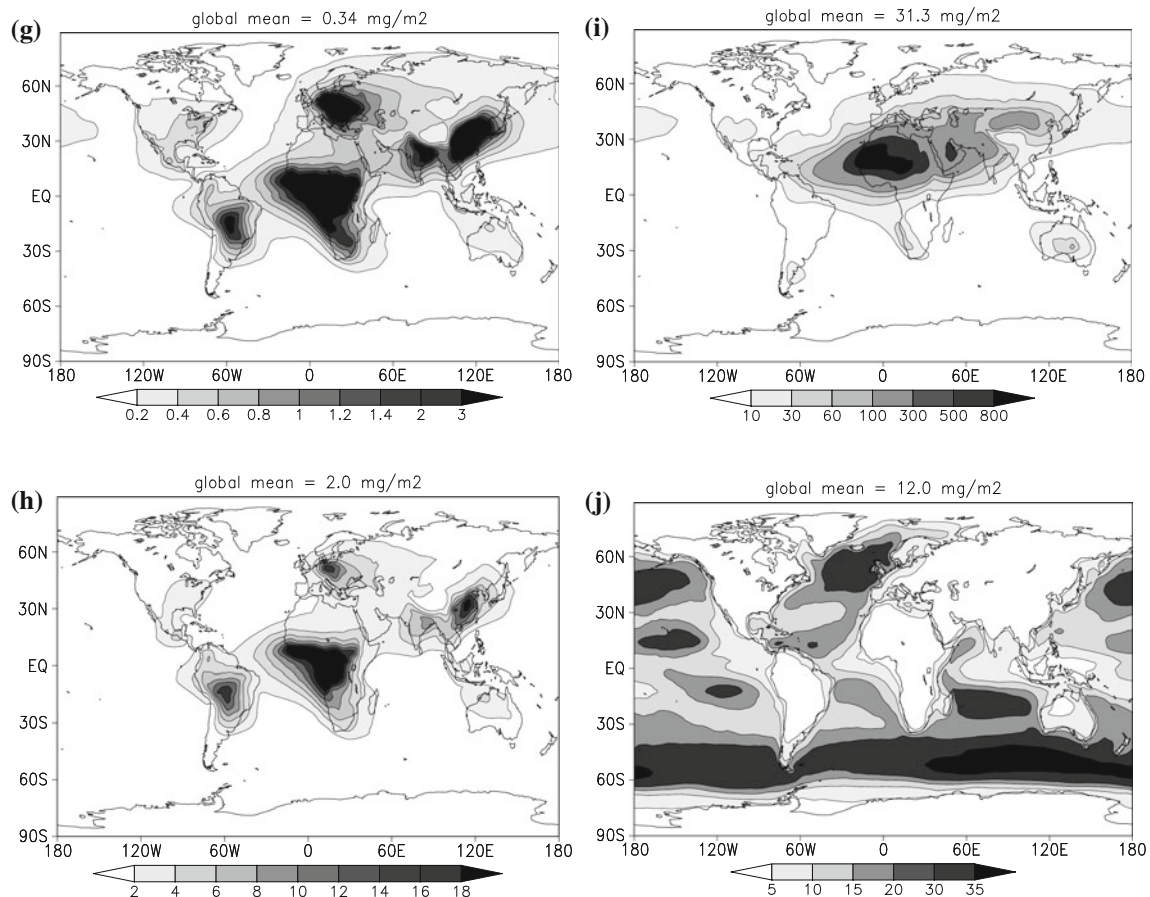 (g) global mean = 0.34 mg/m2
60N
30N
EQ
30S
60S
90S
180 120W 60W 0 60E 120E 180
0.2 0.4 0.6 0.8 1 1.2 1.4 2 3
(i) global mean = 31.3 mg/m2
60N
30N
EQ
30S
60S
90S
180 120W 60W 0 60E 120E 180
10 30 60 100 300 500 800
(h) global mean = 2.0 mg/m2
60N
30N
EQ
30S
60S
90S
180 120W 60W 0 60E 120E 180
2 4 6 8 10 12 14 16 18
(j) global mean = 12.0 mg/m2
60N
30N
EQ
30S
60S
90S
180 120W 60W 0 60E 120E 180
5 10 15 20 30 35